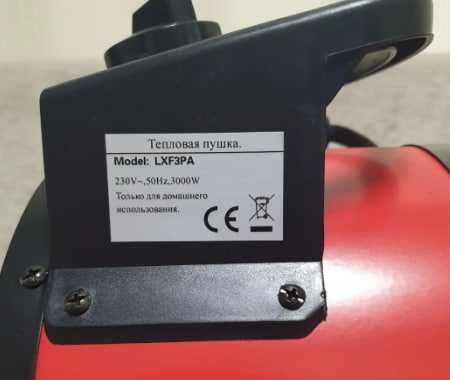 Тепловая пушка.
Model: LXF3PA
230V~,50Hz,3000W
Только для домашнего
использования.
CE